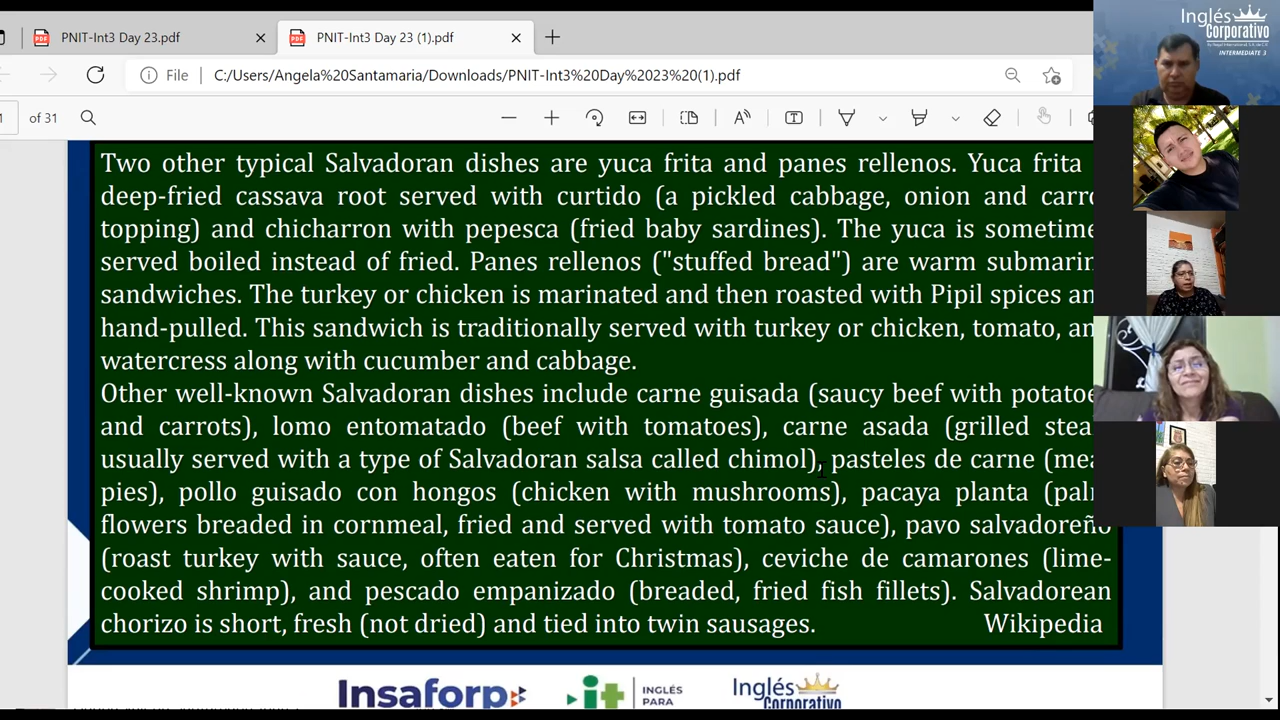 PNIT-Int3 Day 23.pdf
PNIT-Int3 Day 23 (1).pdf
File C:/Users/Angela%20Santamaria/Downloads/PNIT-Int3%20Day%2023%20(1).pdf
of 31
Two other typical Salvadoran dishes are yuca frita and panes rellenos. Yuca frita
deep-fried cassava root served with curtido (a pickled cabbage, onion and
topping) and chicharron with pepesca (fried baby sardines). The yuca is
served boiled instead of fried. Panes rellenos ("stuffed bread") are warm
sandwiches. The turkey or chicken is marinated and then roasted with Pipil spices
hand-pulled. This sandwich is traditionally served with turkey or chicken, tomato,
watercress along with cucumber and cabbage.
Other well-known Salvadoran dishes include carne guisada (saucy beef with
and carrots), lomo entomatado (beef with tomatoes), carne asada (grilled
usually served with a type of Salvadoran salsa called chimol), pasteles de carne
pies), pollo guisado con hongos (chicken with mushrooms), pacaya planta
flowers breaded in cornmeal, fried and served with tomato sauce), pavo salvadoreño
(roast turkey with sauce, often eaten for Christmas), ceviche de camarones (lime-
cooked shrimp), and pescado empanizado (breaded, fried fish fillets). Salvadorean
chorizo is short, fresh (not dried) and tied into twin sausages. Wikipedia
Insaforp
it INGLÉS
PARA
Inglés
Corporativo
Inglés
Corporativo
INTERMEDIATE 3